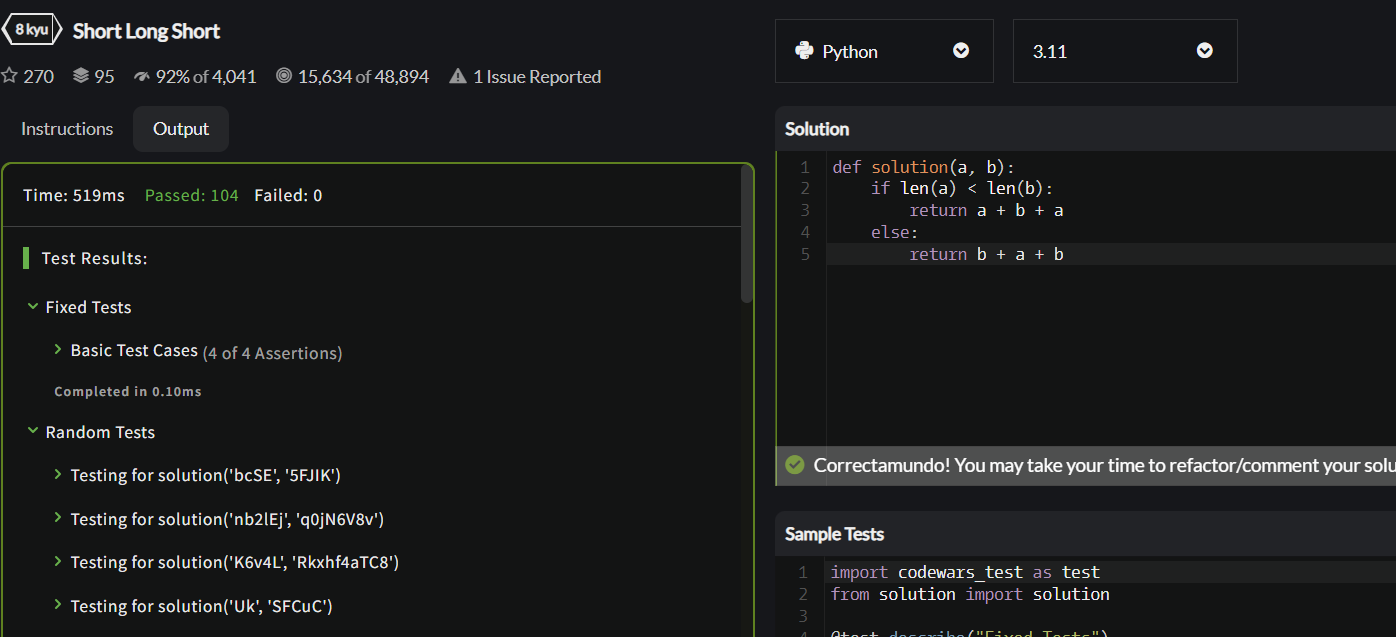 8 kyu Short Long Short
270 95 92% of 4,041 15,634 of 48,894 1 Issue Reported
Instructions Output
Time: 519ms Passed: 104 Failed: 0
Test Results:
Fixed Tests
Basic Test Cases (4 of 4 Assertions)
Completed in 0.10ms
Random Tests
Testing for solution('bcSE', '5FJIK')
Testing for solution('nb2lEj', 'q0jN6V8v')
Testing for solution('K6v4L', 'Rkxhf4aTC8')
Testing for solution('Uk', 'SFCuC')
Python 3.11
Solution
1 def solution(a, b):
2 if len(a) < len(b):
3 return a + b + a
4 else:
5 return b + a + b
Correctamundo! You may take your time to refactor/comment your solu
Sample Tests
1 import codewars_test as test
2 from solution import solution
3
4 @test.describe("Fixed Tests")